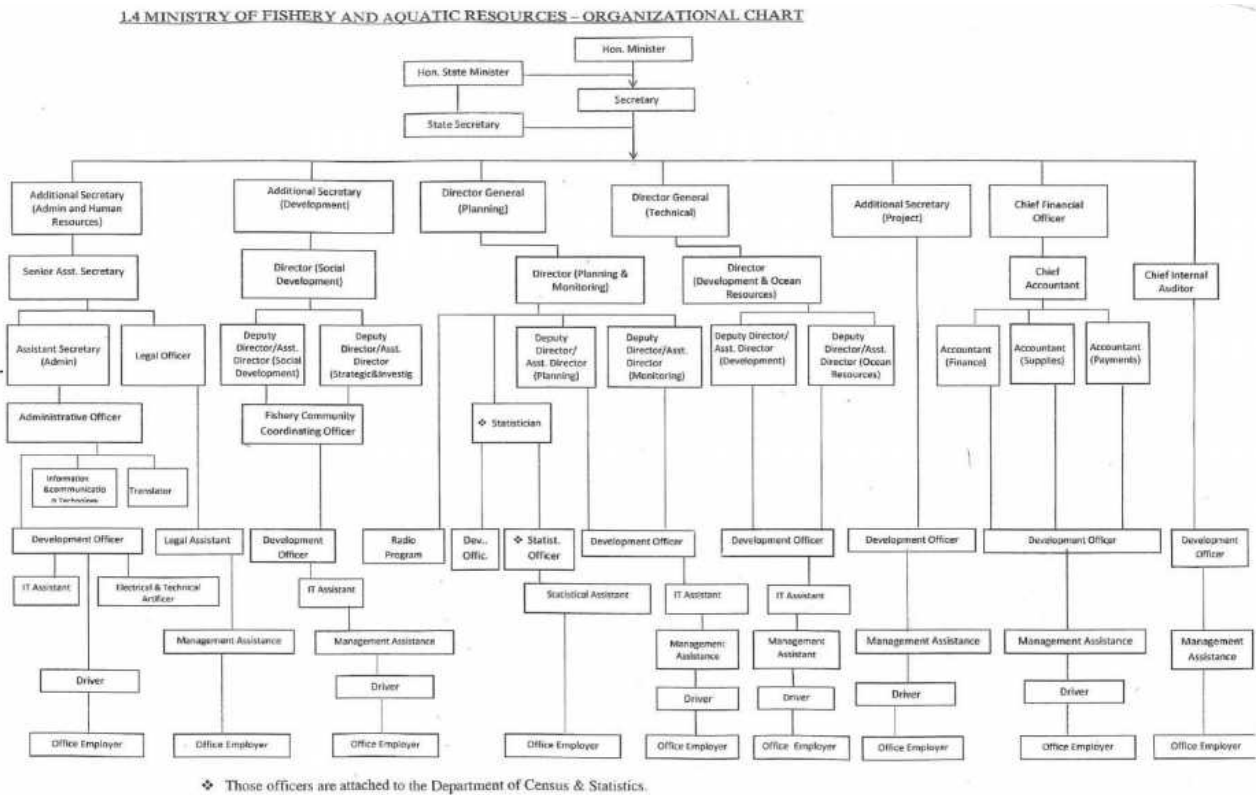 1.4 MINISTRY OF FISHERY AND AQUATIC RESOURCES – ORGANIZATIONAL CHART
Hon. Minister
Hon. State Minister
Secretary
State Secretary
Additional Secretary
(Admin and Human
Resources)
Additional Secretary
(Development)
Director General
(Planning)
Director General
(Technical)
Additional Secretary
(Project)
Chief Financial
Officer
Senior Asst. Secretary
Director (Social
Development)
Director (Planning &
Monitoring)
Director
(Development & Ocean
Resources)
Chief
Accountant
Chief Internal
Auditor
Assistant Secretary
(Admin)
Legal Officer
Deputy
Director/Asst.
Director (Social
Development)
Deputy
Director/Asst.
Director
(Strategic&Investig
Deputy
Director/
Asst. Director
(Planning)
Deputy
Director/Asst.
Director
(Monitoring)
Deputy Director/
Asst. Director
(Development)
Deputy
Director/Asst.
Director (Ocean
Resources)
Accountant
(Finance)
Accountant
(Supplies)
Accountant
(Payments)
Administrative Officer
Fishery Community
Coordinating Officer
❖ Statistician
Information
&communicatio
Translator
Development Officer
Legal Assistant
Development
Officer
Radio
Program
Dev..
Offic.
❖ Statist.
Officer
Development Officer
Development Officer
Development Officer
Development Officer
Development
Officer
IT Assistant
Electrical & Technical
Artificer
IT Assistant
Statistical Assistant
IT Assistant
IT Assistant
Management Assistance
Management Assistance
Management
Assistance
Management
Assistant
Management Assistance
Management Assistance
Management
Assistance
Driver
Driver
Driver
Driver
Driver
Driver
Office Employer
Office Employer
Office Employer
Office Employer
Office Employer
Office Employer
Office Employer
Office Employer
Office Employer
❖ Those officers are attached to the Department of Census & Statistics.